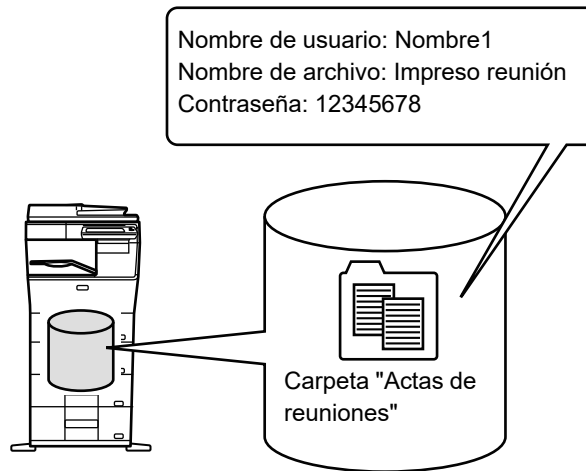 Nombre de usuario: Nombre1
Nombre de archivo: Impreso reunión
Contraseña: 12345678
Carpeta "Actas de
reuniones"